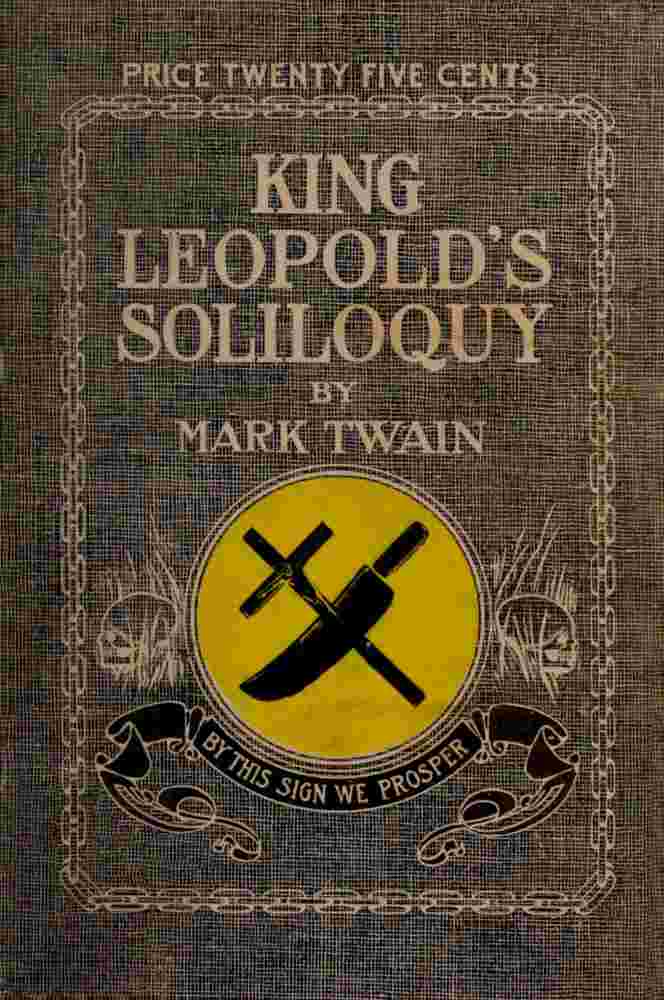 PRICE TWENTY FIVE CENTS
KING
LEOPOLD'S
SOLILOQUY
BY
MARK TWAIN
BY THIS SIGN WE PROSPER